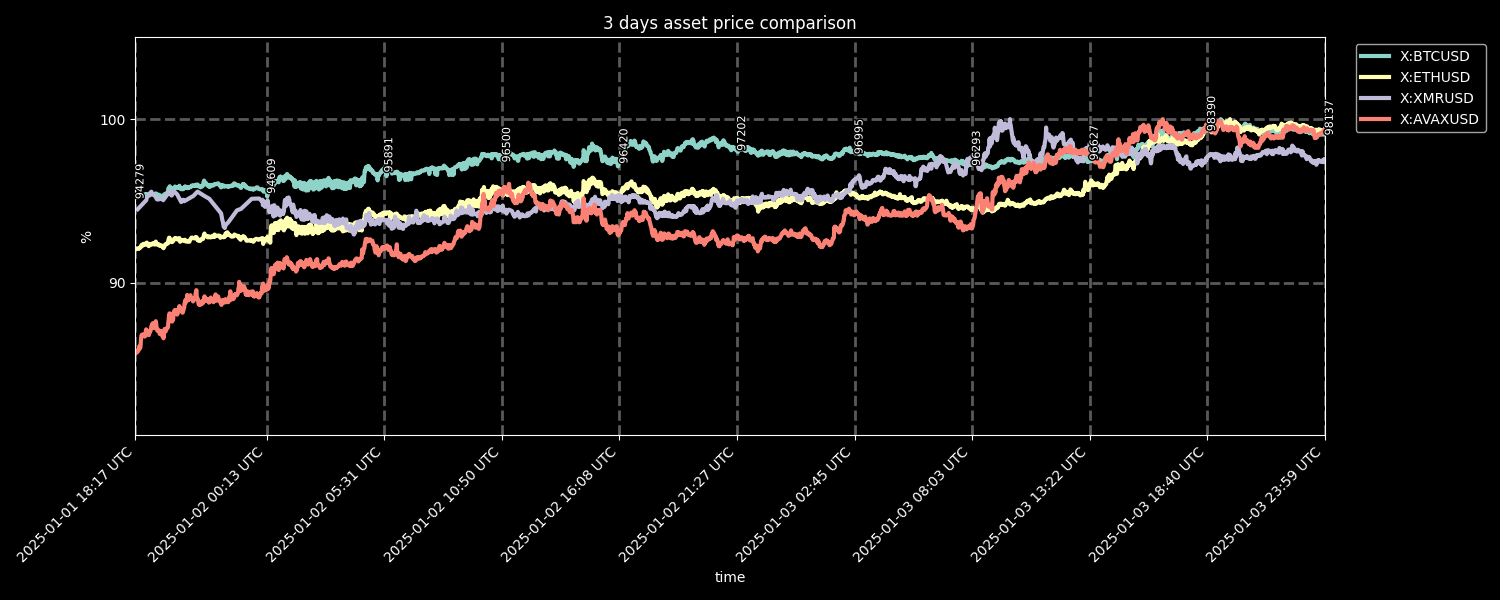 3 days asset price comparison
X:BTCUSD
X:ETHUSD
X:XMRUSD
X:AVAXUSD
100
90
%
94279
94609
95891
96500
96420
97202
96995
96293
96627
98390
98137
2025-01-01 18:17 UTC
2025-01-02 00:13 UTC
2025-01-02 05:31 UTC
2025-01-02 10:50 UTC
2025-01-02 16:08 UTC
2025-01-02 21:27 UTC
2025-01-03 02:45 UTC
2025-01-03 08:03 UTC
2025-01-03 13:22 UTC
2025-01-03 18:40 UTC
2025-01-03 23:59 UTC
time